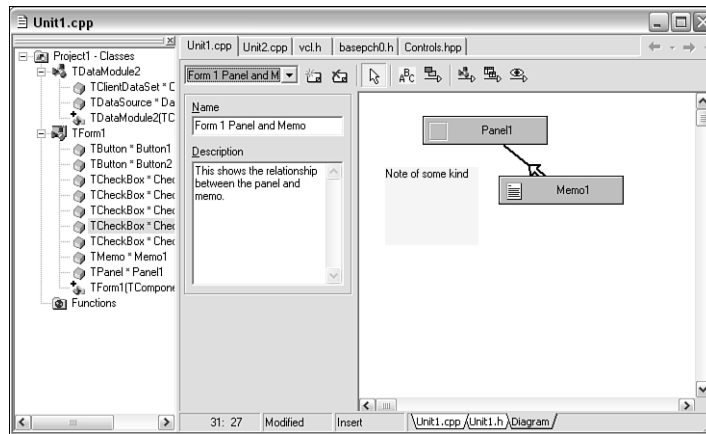 Unit1.cpp
Project1 - Classes
TDataModule2
TClientDataSet * C
TDataSource * Da
TDataModule2(TC
TForm1
TButton * Button1
TButton * Button2
TCheckBox * Chec
TCheckBox * Chec
TCheckBox * Chec
TCheckBox * Chec
TCheckBox * Chec
TMemo * Memo1
TPanel * Panel1
TForm1(TCompone
Functions
Unit1.cpp Unit2.cpp vcl.h basepch0.h Controls.hpp
Form 1 Panel and M
ABC
Name
Form 1 Panel and Memo
Description
This shows the relationship
between the panel and
memo.
Panel1
Note of some kind
Memo1
31: 27 Modified Insert Unit1.cpp Unit1.h Diagram